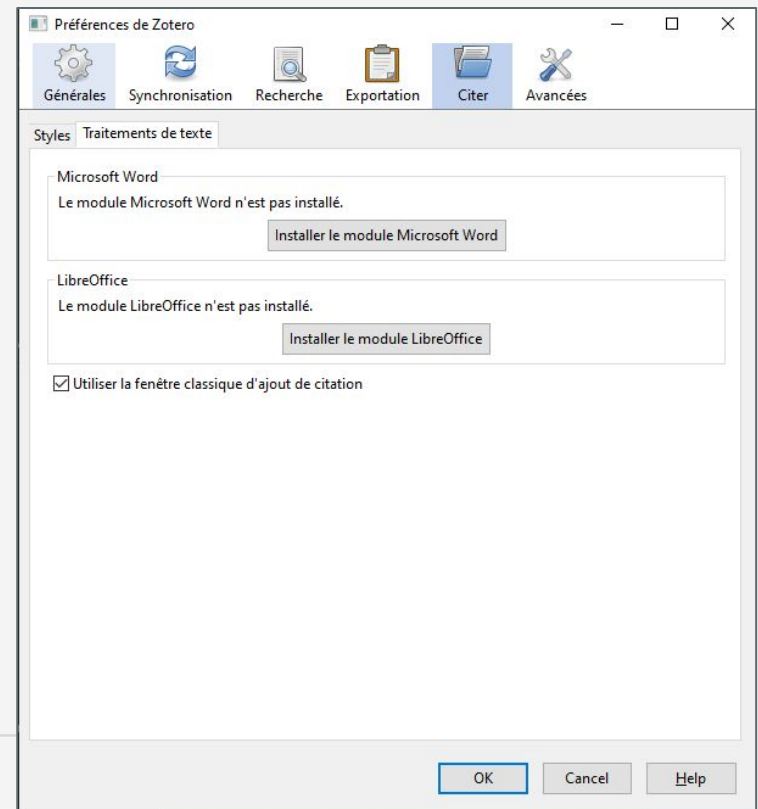 Préférences de Zotero
Générales Synchronisation Recherche Exportation Citer Avancées
Styles Traitements de texte
Microsoft Word
Le module Microsoft Word n'est pas installé.
Installer le module Microsoft Word
LibreOffice
Le module LibreOffice n'est pas installé.
Installer le module LibreOffice
Utiliser la fenêtre classique d'ajout de citation
OK Cancel Help